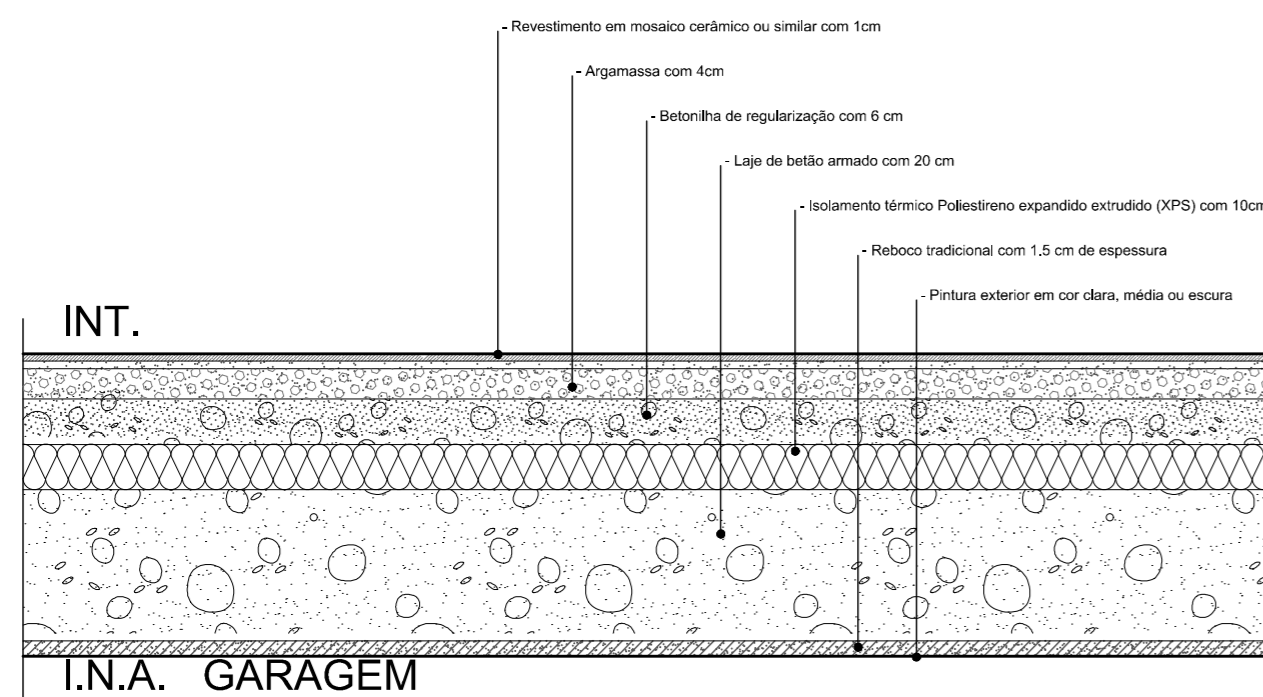 - Revestimento em mosaico cerâmico ou similar com 1cm
- Argamassa com 4cm
- Betonilha de regularização com 6 cm
- Laje de betão armado com 20 cm
- Isolamento térmico Poliestireno expandido extrudido (XPS) com 10cm
- Reboco tradicional com 1.5 cm de espessura
- Pintura exterior em cor clara, média ou escura
INT.
I.N.A. GARAGEM